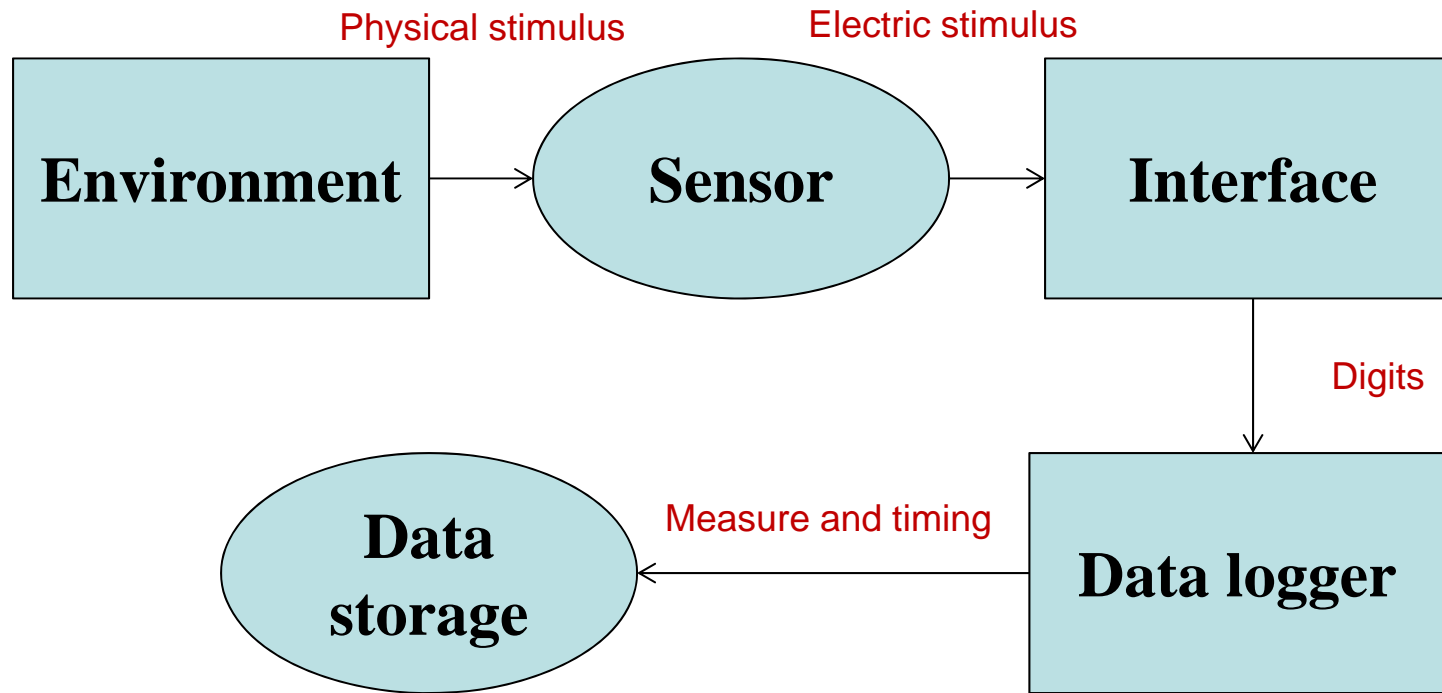 Physical stimulus
Electric stimulus
Environment
Sensor
Interface
Digits
Measure and timing
Data
storage
Data logger